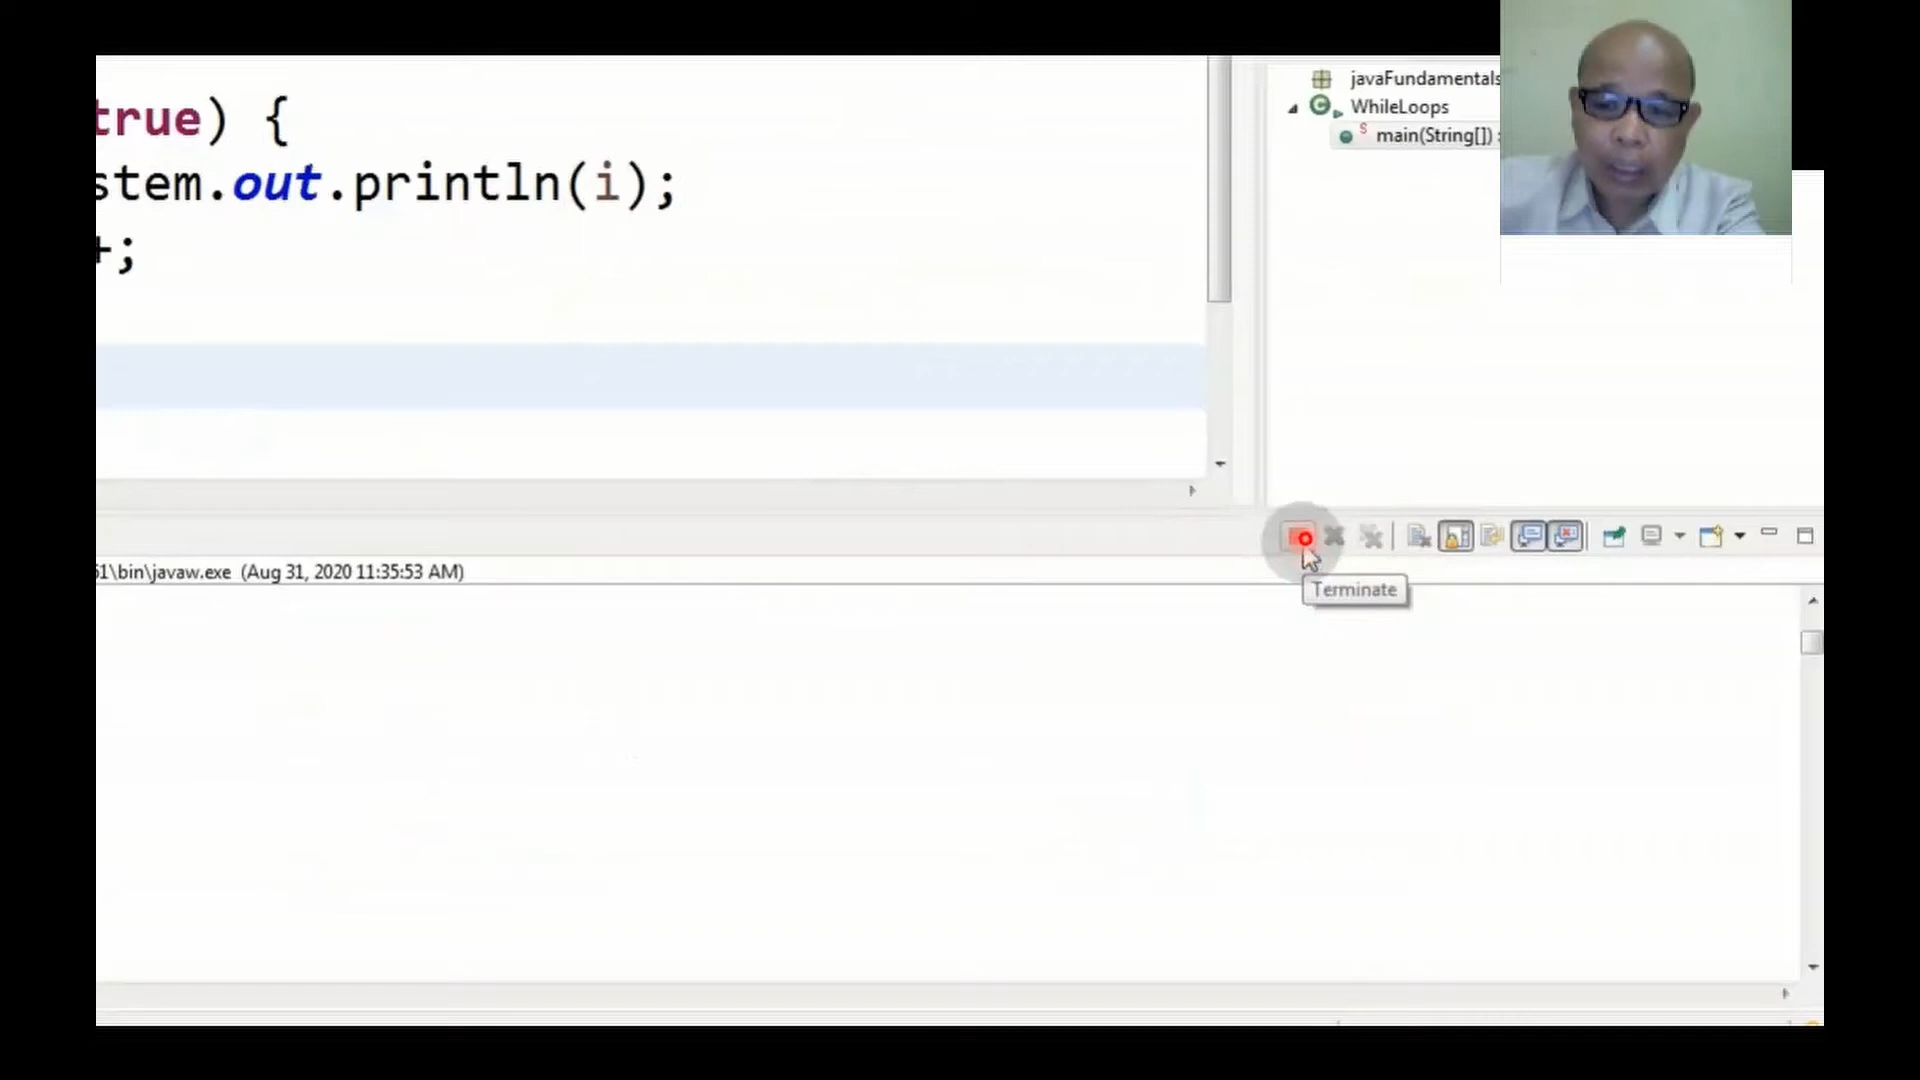 true) {
stem.out.println(i);
+;
javaFundamentals
WhileLoops
main(String[]) :
Terminate
51\bin\javaw.exe (Aug 31, 2020 11:35:53 AM)